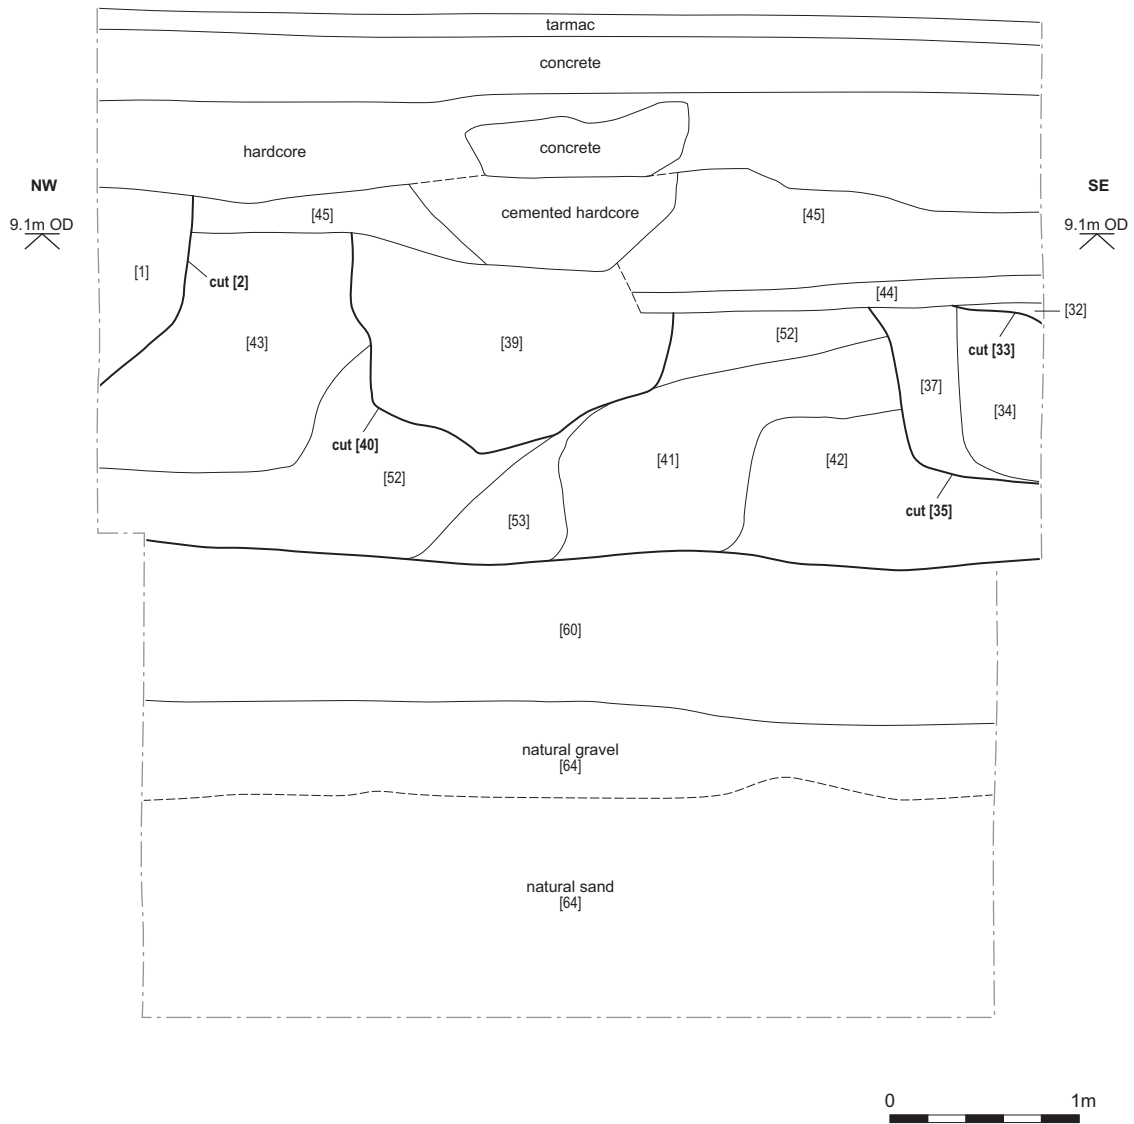 tarmac
concrete
hardcore
concrete
NW
SE
cemented hardcore
[45]
[45]
9.1m OD
9.1m OD
[1]
cut [2]
[44]
[32]
[43]
[39]
[52]
cut [33]
[37]
[34]
cut [40]
[41]
[42]
[52]
cut [35]
[53]
[60]
natural gravel
[64]
natural sand
[64]
0 1m